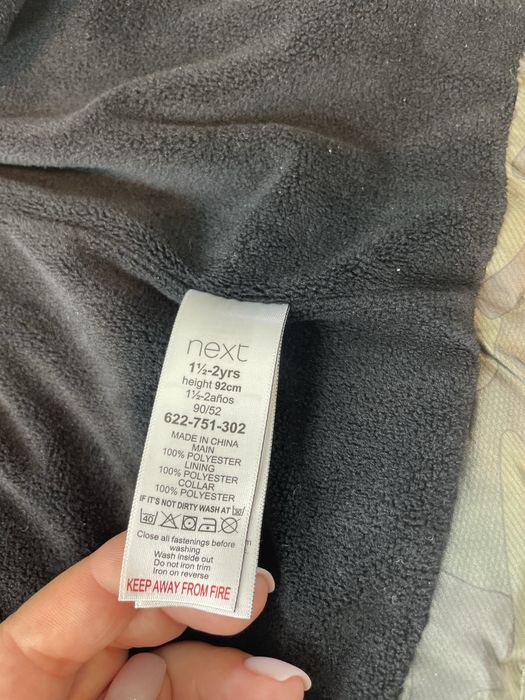 next
1½-2yrs
height 92cm
1½-2años
90/52
622-751-302
MADE IN CHINA
MAIN
100% POLYESTER
LINING
100% POLYESTER
COLLAR
100% POLYESTER
IF IT'S NOT DIRTY WASH AT 30
40
Close all fastenings before
washing
Wash inside out
Do not iron trim
Iron on reverse
KEEP AWAY FROM FIRE